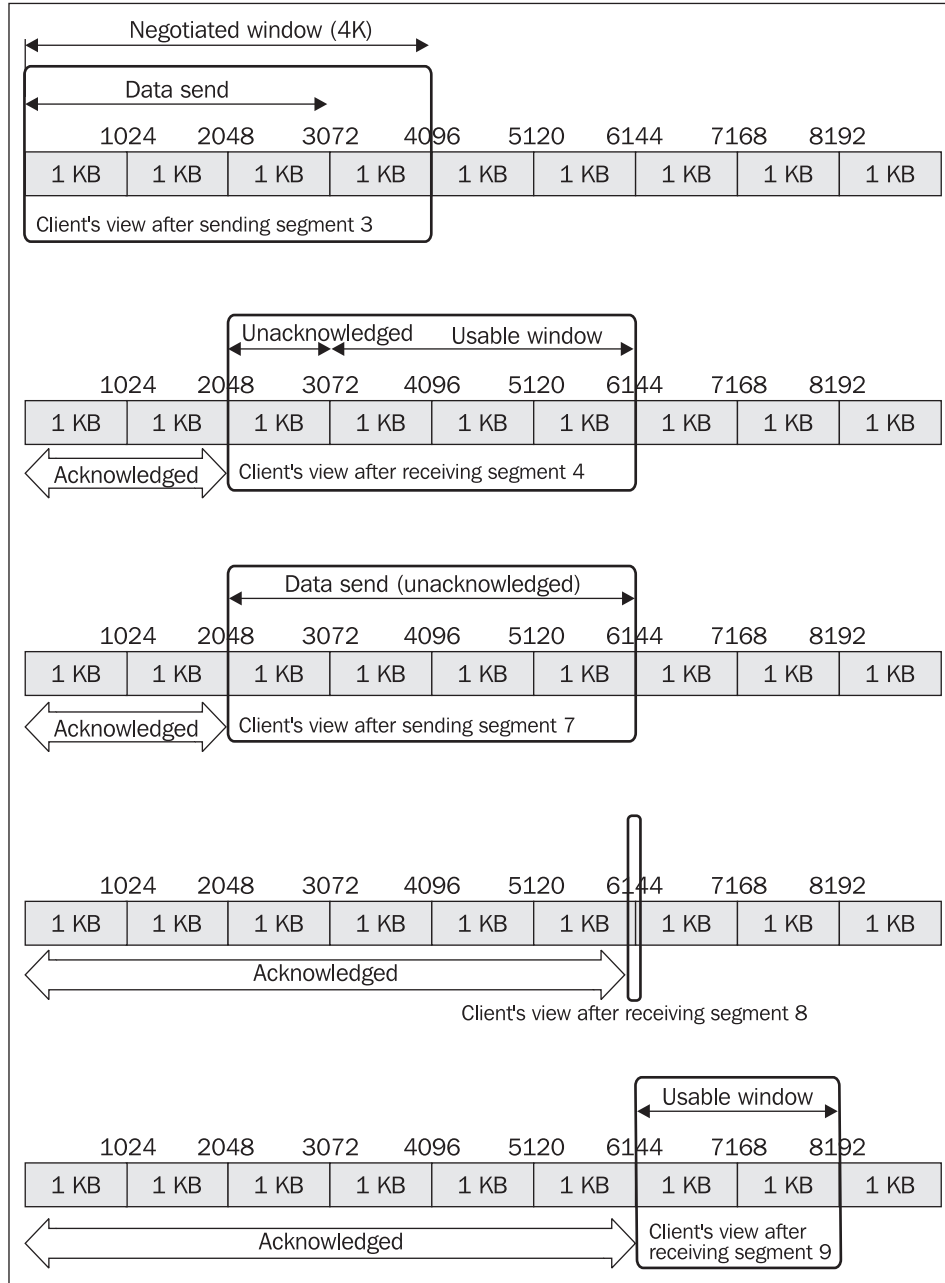 Negotiated window (4K)
Data send
1024 2048 3072 4096 5120 6144 7168 8192
1 KB 1 KB 1 KB 1 KB 1 KB 1 KB 1 KB 1 KB 1 KB
Client's view after sending segment 3
Unacknowledged Usable window
1024 2048 3072 4096 5120 6144 7168 8192
1 KB 1 KB 1 KB 1 KB 1 KB 1 KB 1 KB 1 KB 1 KB
Acknowledged Client's view after receiving segment 4
Data send (unacknowledged)
1024 2048 3072 4096 5120 6144 7168 8192
1 KB 1 KB 1 KB 1 KB 1 KB 1 KB 1 KB 1 KB 1 KB
Acknowledged Client's view after sending segment 7
1024 2048 3072 4096 5120 6144 7168 8192
1 KB 1 KB 1 KB 1 KB 1 KB 1 KB 1 KB 1 KB 1 KB
Acknowledged
Client's view after receiving segment 8
Usable window
1024 2048 3072 4096 5120 6144 7168 8192
1 KB 1 KB 1 KB 1 KB 1 KB 1 KB 1 KB 1 KB 1 KB
Acknowledged
Client's view after
receiving segment 9